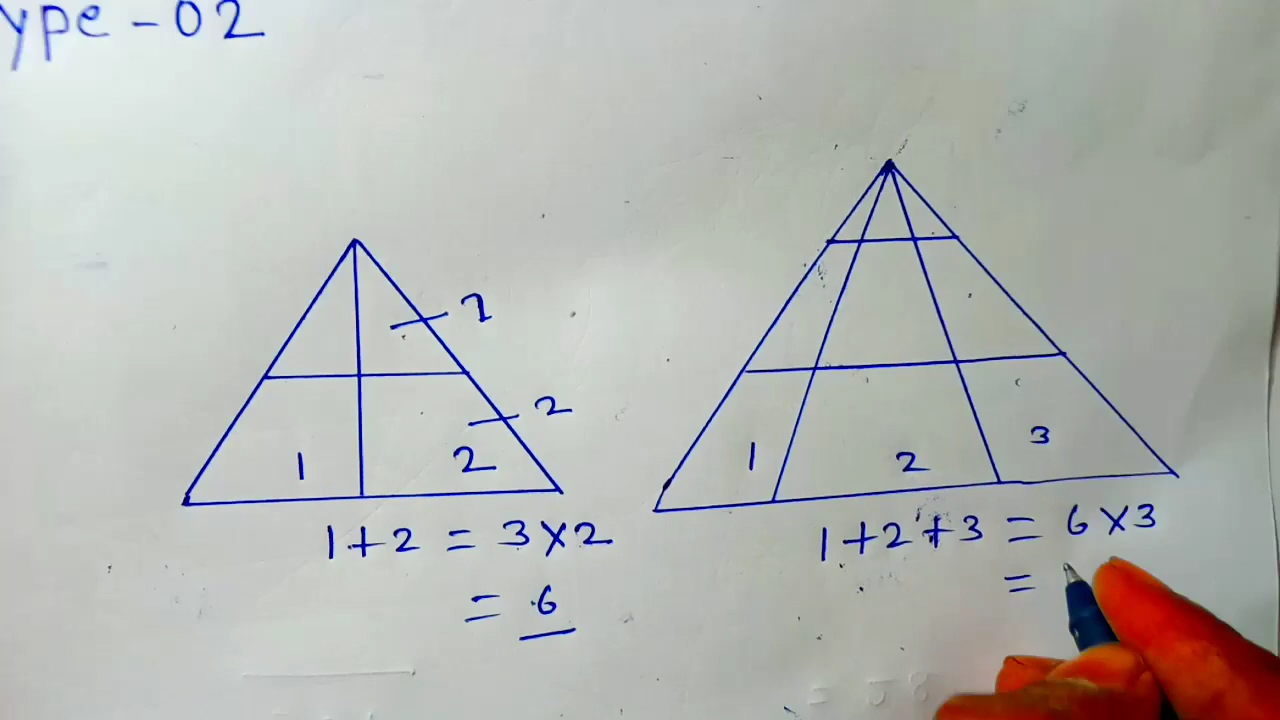 ype - 02
1
2
1 2
1 2 3
1+2 = 3×2
= 6
1+2+3 = 6×3
=